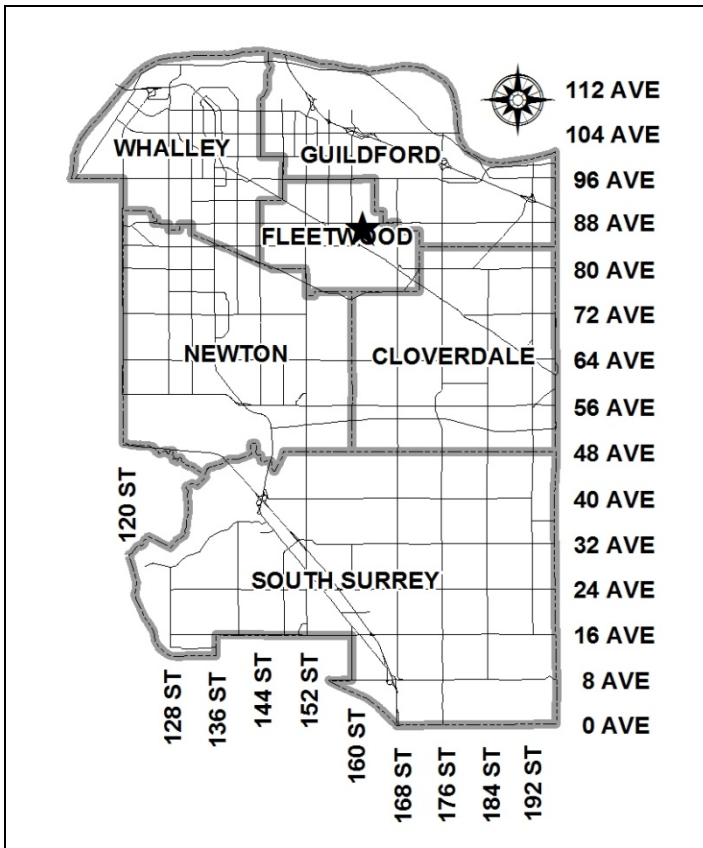 112 AVE
104 AVE
WHALLEY
GUILDFORD
96 AVE
88 AVE
FLEETWOOD
80 AVE
72 AVE
NEWTON
CLOVERDALE
64 AVE
56 AVE
48 AVE
120 ST
40 AVE
32 AVE
SOUTH SURREY
24 AVE
16 AVE
8 AVE
0 AVE
128 ST
136 ST
144 ST
152 ST
160 ST
168 ST
176 ST
184 ST
192 ST